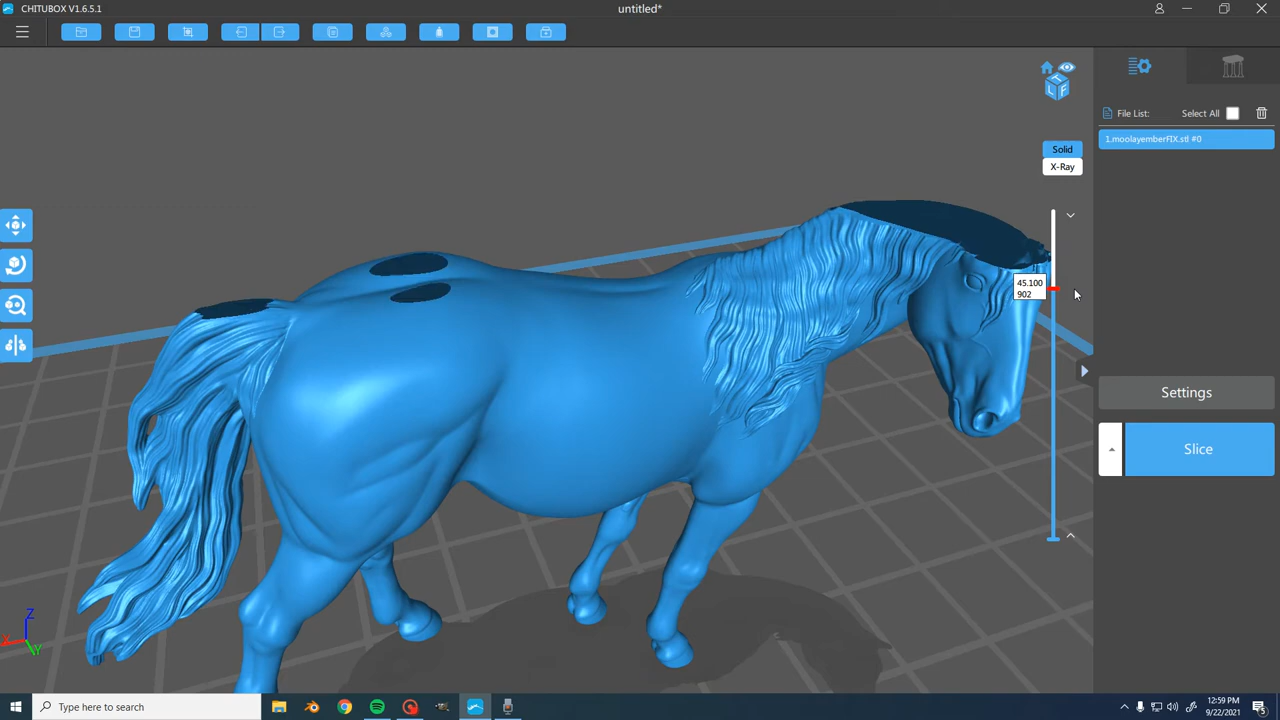 CHITUBOX V1.6.5.1
untitled*
File List:
Select All
1.moolayemberFIX.stl #0
Solid
X-Ray
45.100
902
Settings
Slice
Z
X
Y
Type here to search
12:59 PM
9/22/2021
5